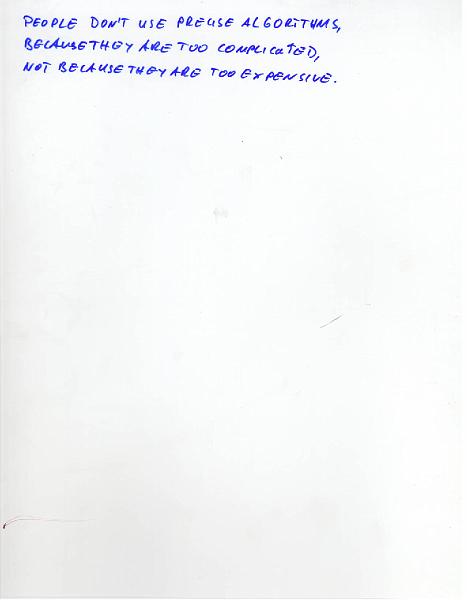 PEOPLE DON'T USE PRECISE ALGORITHMS,
BECAUSE THEY ARE TOO COMPLICATED,
NOT BECAUSE THEY ARE TOO EXPENSIVE.